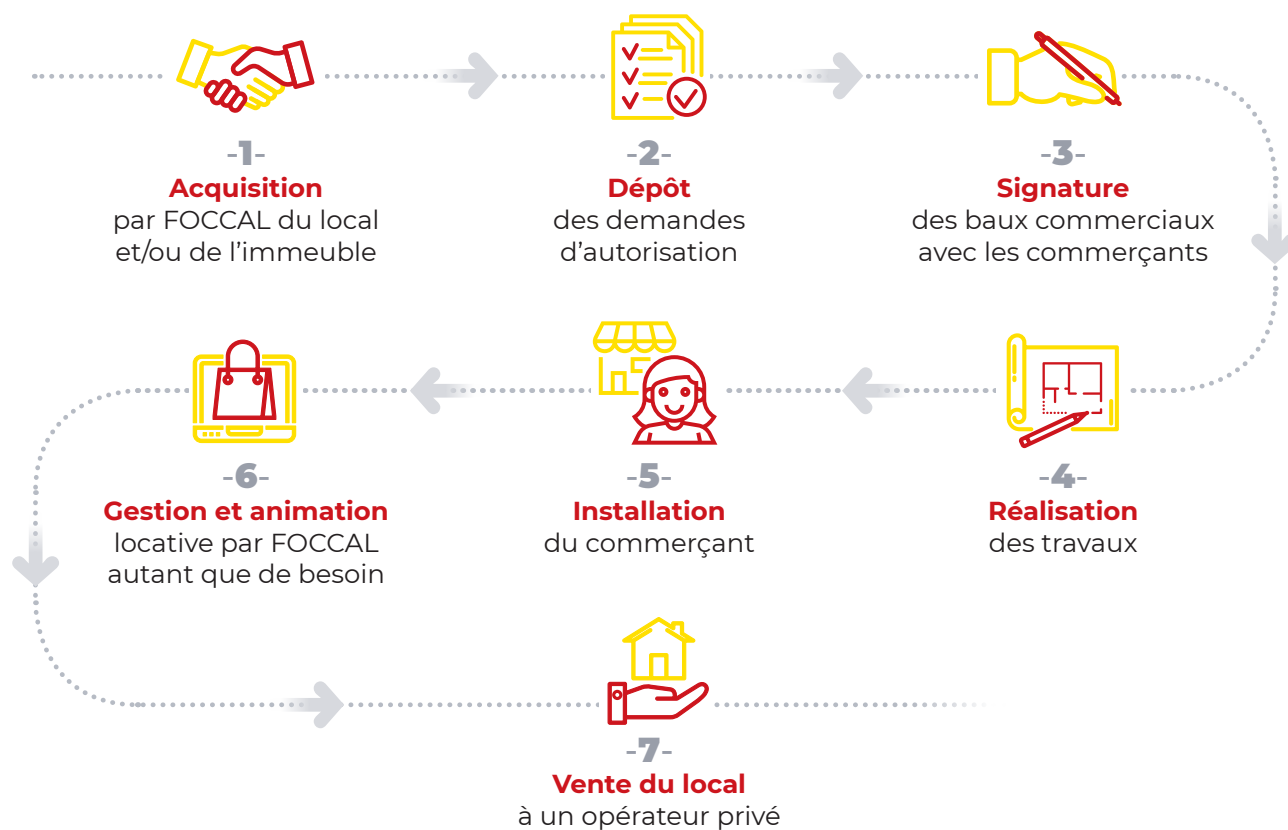 -1-
Acquisition
par FOCCAL du local
et/ou de l'immeuble
-2-
Dépôt
des demandes
d'autorisation
-3-
Signature
des baux commerciaux
avec les commerçants
-4-
Réalisation
des travaux
-5-
Installation
du commerçant
-6-
Gestion et animation
locative par FOCCAL
autant que de besoin
-7-
Vente du local
à un opérateur privé